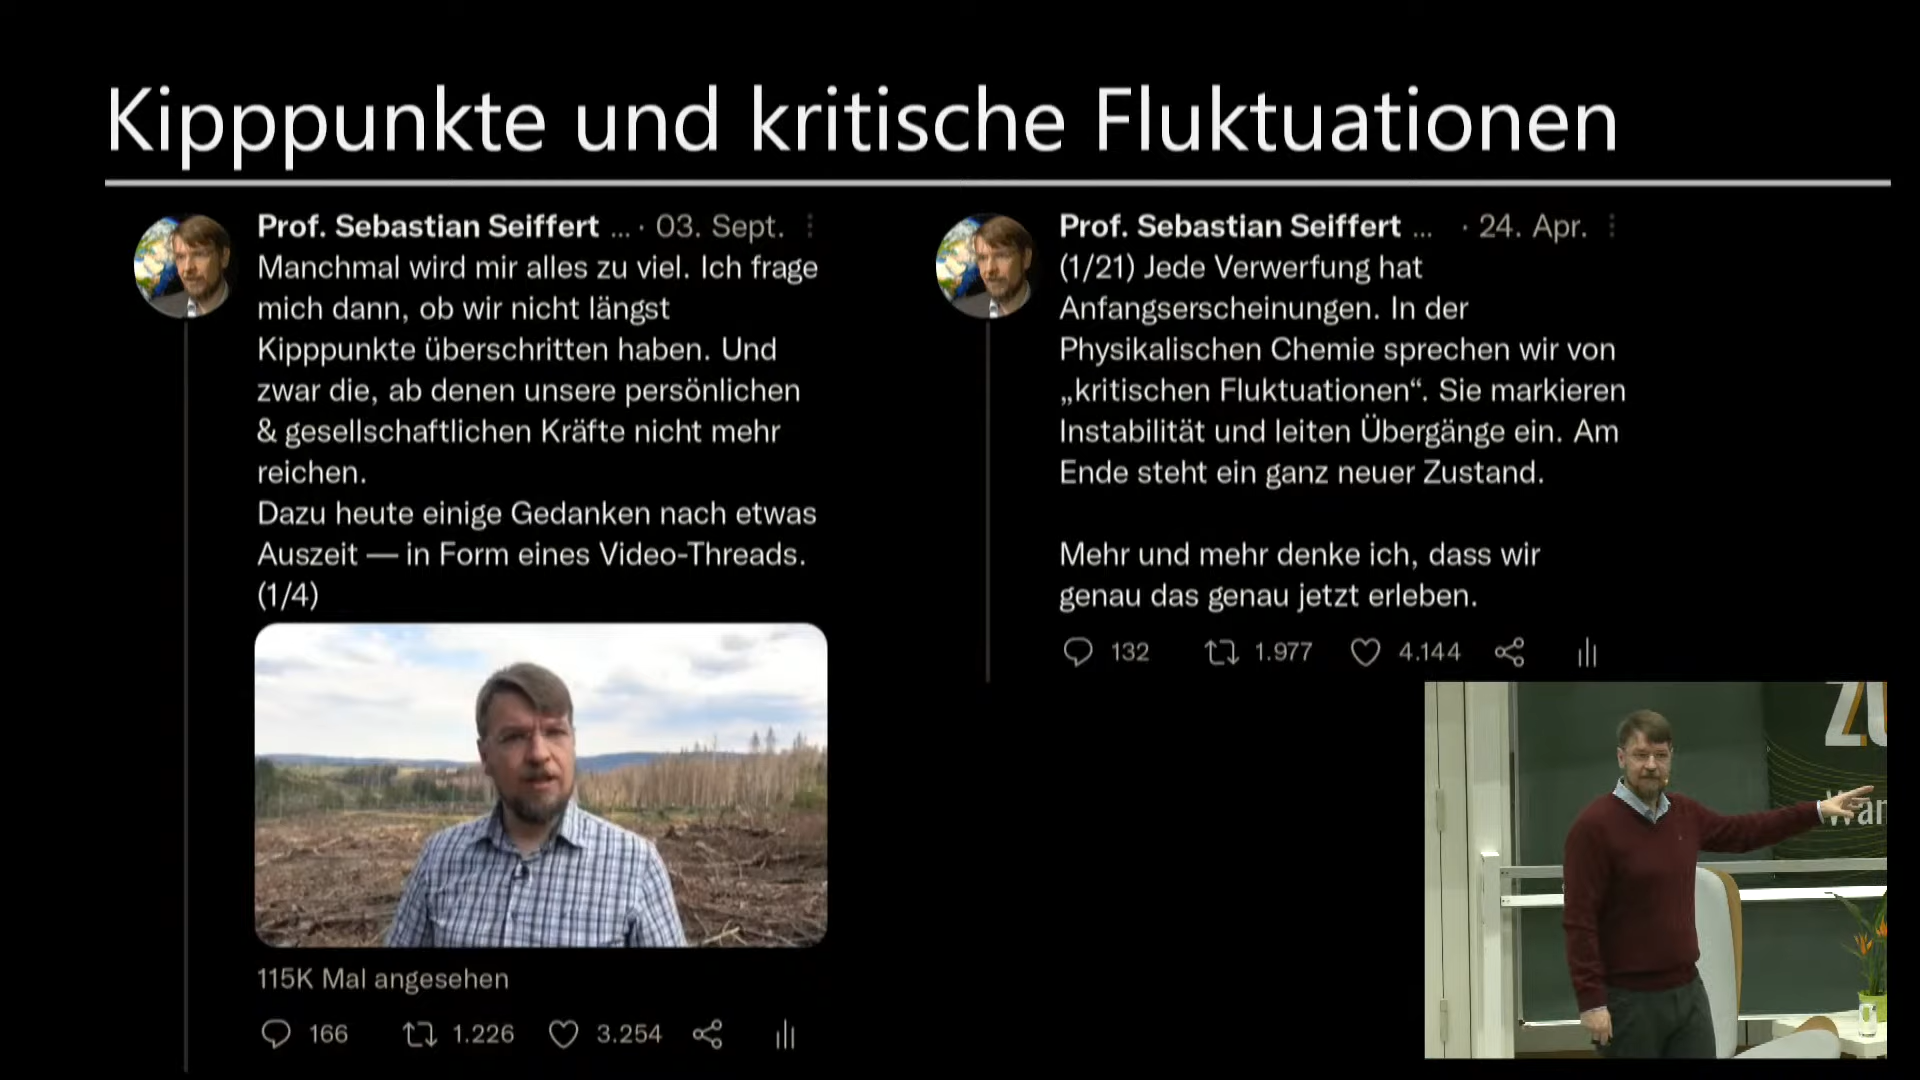 Kipppunkte und kritische Fluktuationen
Prof. Sebastian Seiffert ... · 03. Sept.
Manchmal wird mir alles zu viel. Ich frage
mich dann, ob wir nicht längst
Kipppunkte überschritten haben. Und
zwar die, ab denen unsere persönlichen
& gesellschaftlichen Kräfte nicht mehr
reichen.
Dazu heute einige Gedanken nach etwas
Auszeit — in Form eines Video-Threads.
(1/4)
115K Mal angesehen
166 1.226 3.254
Prof. Sebastian Seiffert ... · 24. Apr.
(1/21) Jede Verwerfung hat
Anfangserscheinungen. In der
Physikalischen Chemie sprechen wir von
„kritischen Fluktuationen“. Sie markieren
Instabilität und leiten Übergänge ein. Am
Ende steht ein ganz neuer Zustand.
Mehr und mehr denke ich, dass wir
genau das genau jetzt erleben.
132 1.977 4.144